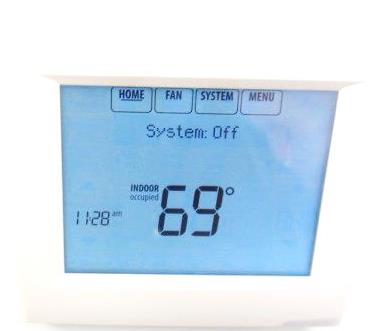 HOME FAN SYSTEM MENU
System: Off
INDOOR
occupied
69°
11:28 am